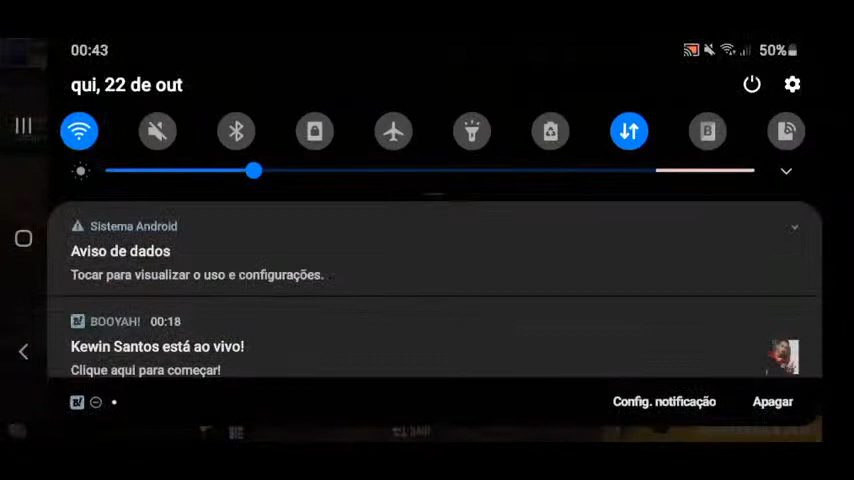 00:43
50%
qui, 22 de out
Sistema Android
Aviso de dados
Tocar para visualizar o uso e configurações.
BOOYAH! 00:18
Kewin Santos está ao vivo!
Clique aqui para começar!
Config. notificação Apagar